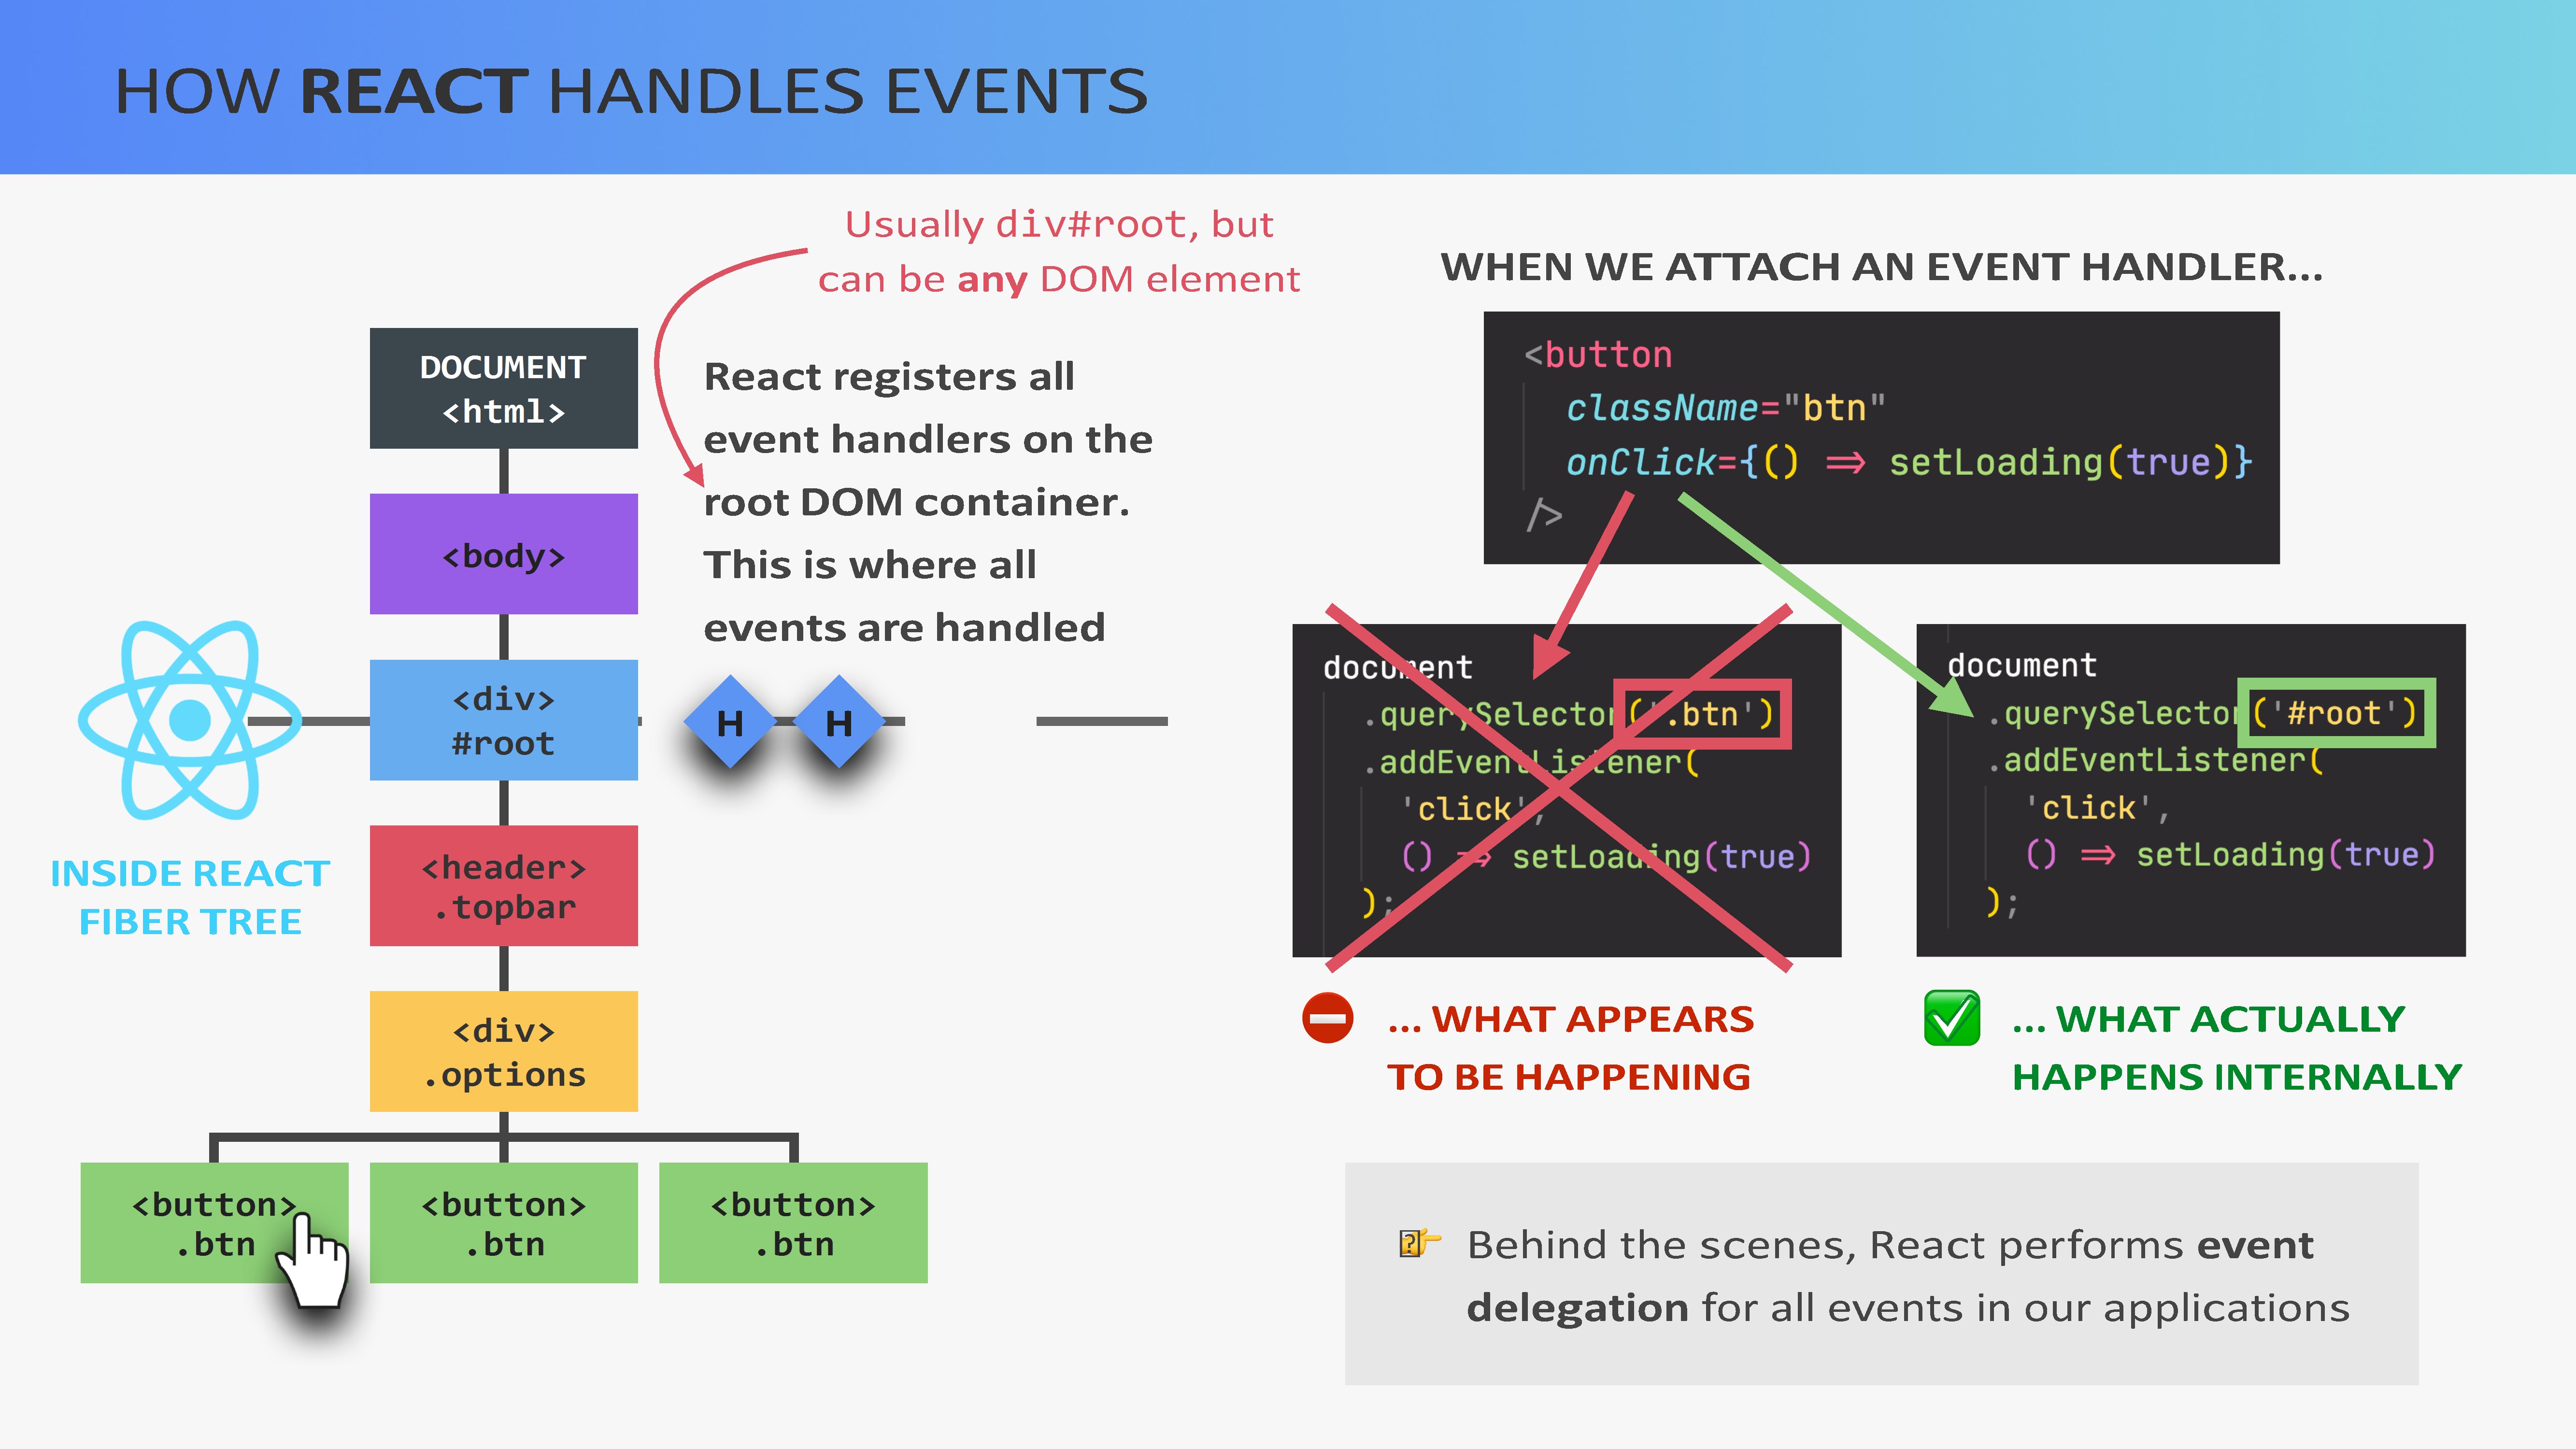 HOW REACT HANDLES EVENTS
Usually div#root, but
can be any DOM element
DOCUMENT
<html>
<body>
<div>
#root
<header>
.topbar
<div>
.options
<button>
.btn
<button>
.btn
<button>
.btn
INSIDE REACT
FIBER TREE
React registers all
event handlers on the
root DOM container.
This is where all
events are handled
H
H
WHEN WE ATTACH AN EVENT HANDLER…
<button
className="btn"
onClick={() => setLoading(true)}
/>
document
.querySelector('.btn')
.addEventListener(
'click',
() => setLoading(true)
);
… WHAT APPEARS
TO BE HAPPENING
document
.querySelector('#root')
.addEventListener(
'click',
() => setLoading(true)
);
… WHAT ACTUALLY
HAPPENS INTERNALLY
Behind the scenes, React performs event
delegation for all events in our applications